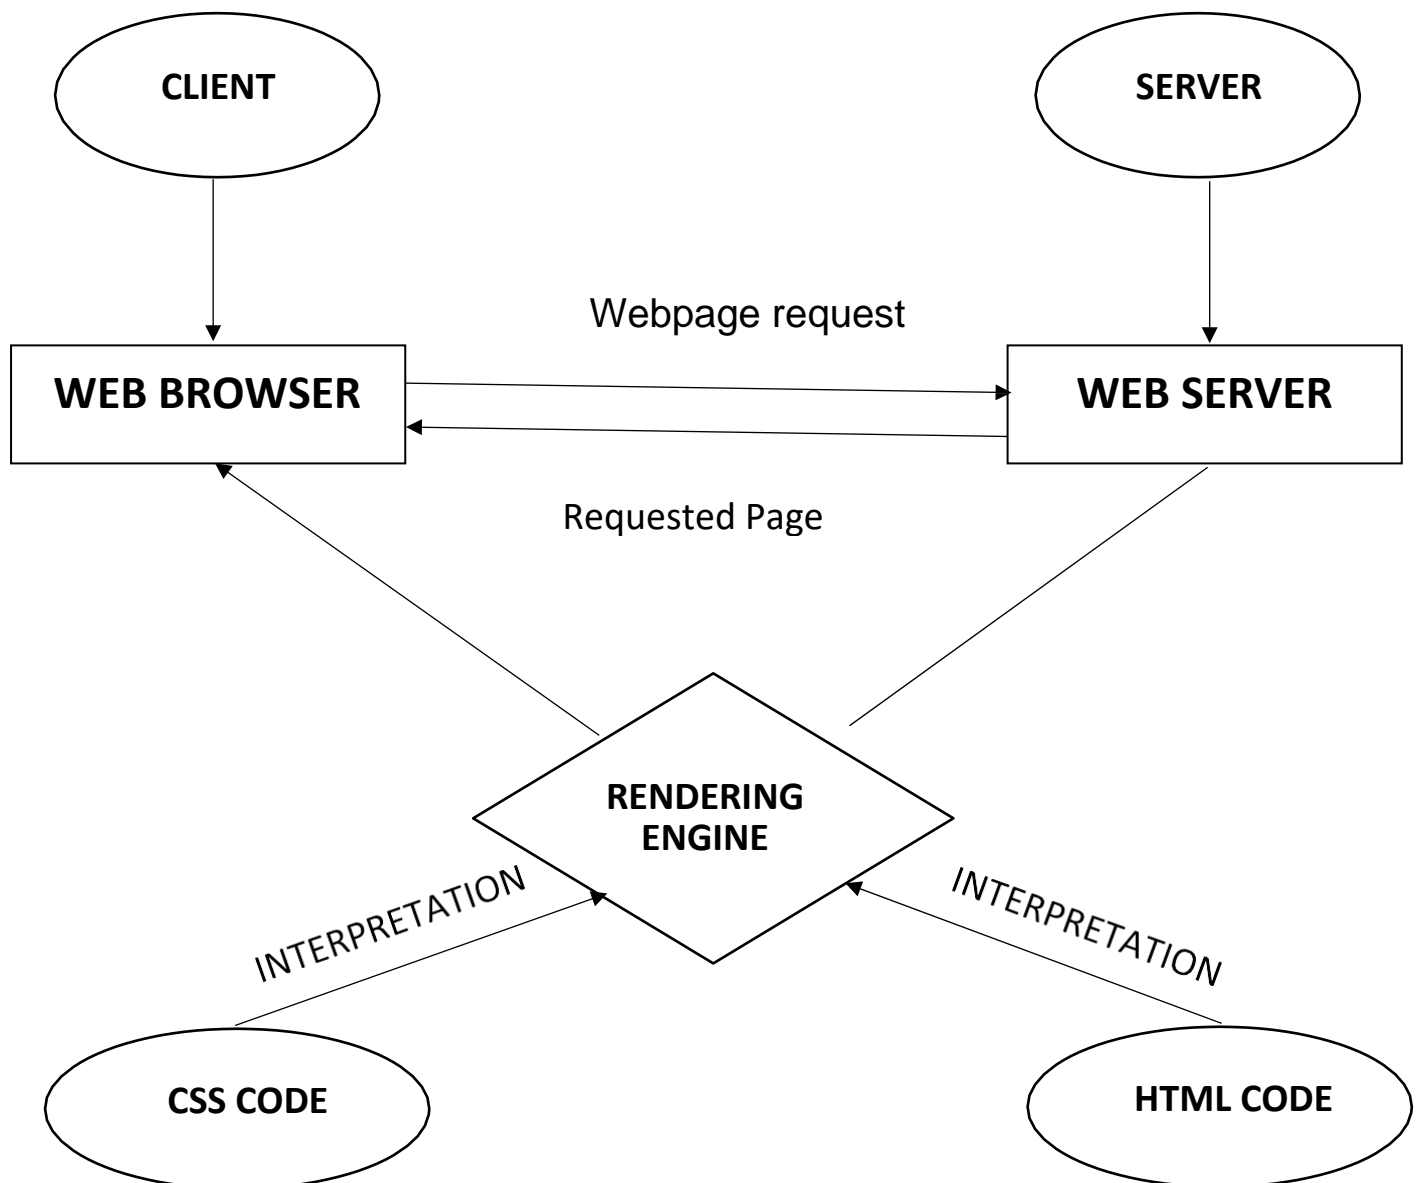 CLIENT
SERVER
Webpage request
WEB BROWSER
WEB SERVER
Requested Page
RENDERING
ENGINE
INTERPRETATION
INTERPRETATION
CSS CODE
HTML CODE